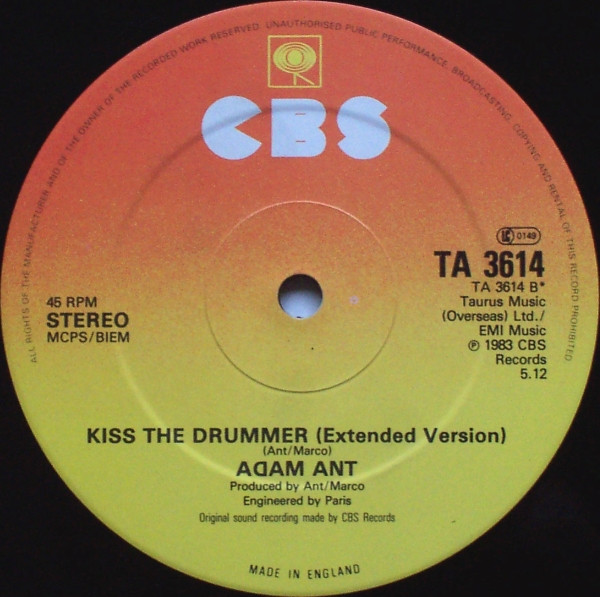 ALL RIGHTS OF THE MANUFACTURER AND OF THE OWNER OF THE RECORDED WORK RESERVED. UNAUTHORISED PUBLIC PERFORMANCE, BROADCASTING, COPYING AND RENTAL OF THIS RECORD PROHIBITED
CBS
LC 0149
TA 3614
TA 3614 B*
Taurus Music
(Overseas) Ltd./
EMI Music
℗ 1983 CBS
Records
5.12
45 RPM
STEREO
MCPS/BIEM
KISS THE DRUMMER (Extended Version)
(Ant/Marco)
ADAM ANT
Produced by Ant/Marco
Engineered by Paris
Original sound recording made by CBS Records
MADE IN ENGLAND